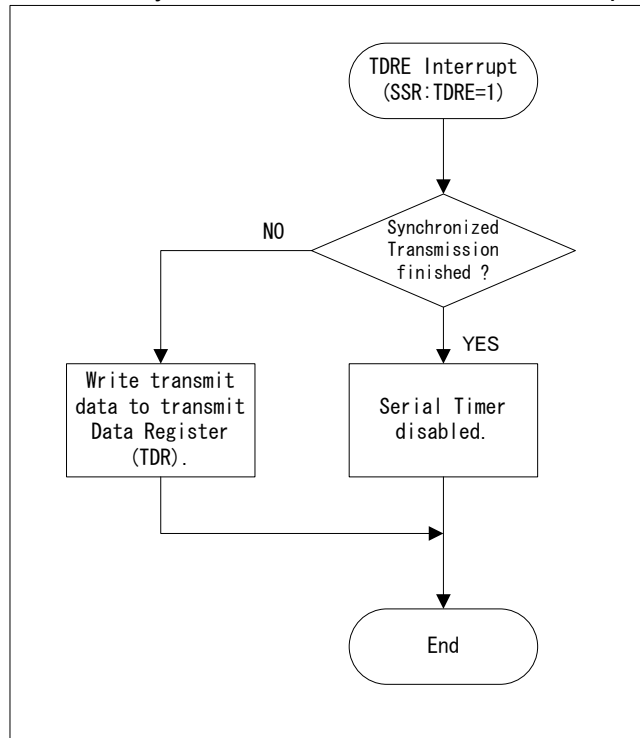 TDRE Interrupt
(SSR:TDRE=1)
Synchronized
Transmission
finished ?
NO
YES
Write transmit
data to transmit
Data Register
(TDR).
Serial Timer
disabled.
End